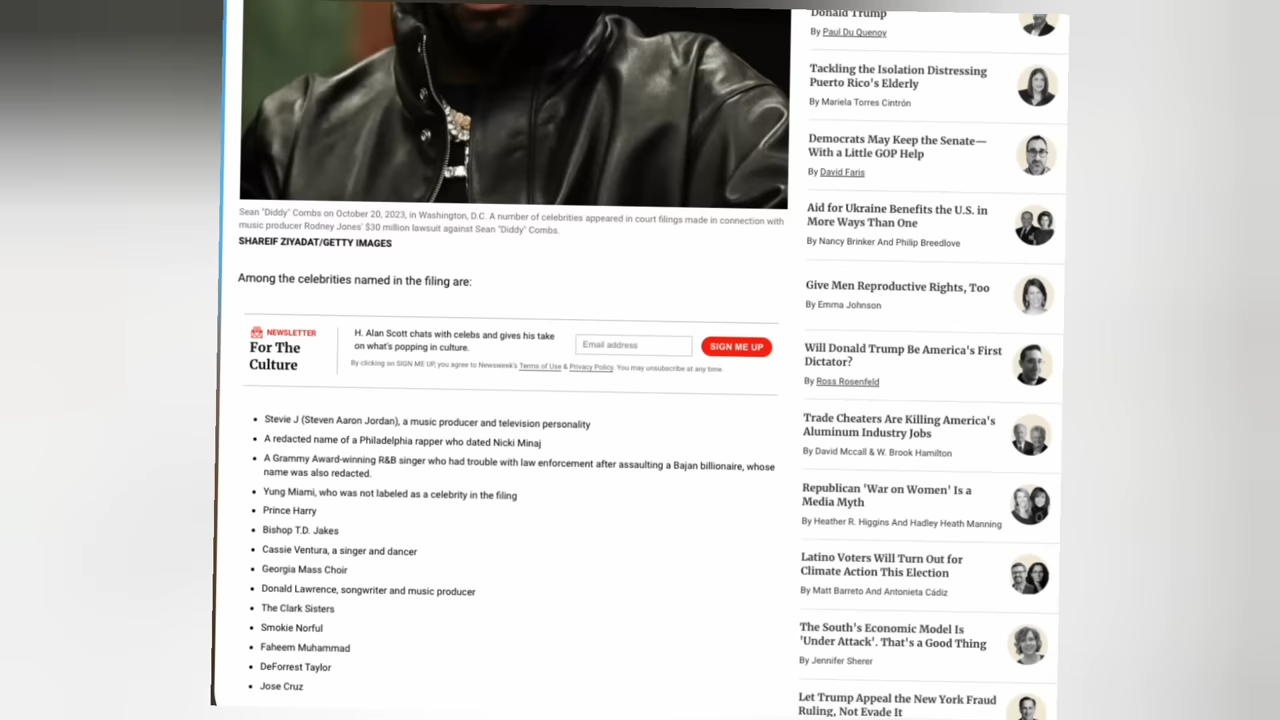 Sean "Diddy" Combs on October 20, 2023, in Washington, D.C. A number of celebrities appeared in court filings made in connection with
music producer Rodney Jones' $30 million lawsuit against Sean "Diddy" Combs.
SHAREIF ZIYADAT/GETTY IMAGES
Among the celebrities named in the filing are:
NEWSLETTER
For The
Culture
H. Alan Scott chats with celebs and gives his take
on what's popping in culture.
Email address
SIGN ME UP
By clicking on SIGN ME UP, you agree to Newsweek's Terms of Use & Privacy Policy. You may unsubscribe at any time.
• Stevie J (Steven Aaron Jordan), a music producer and television personality
• A redacted name of a Philadelphia rapper who dated Nicki Minaj
• A Grammy Award-winning R&B singer who had trouble with law enforcement after assaulting a Bajan billionaire, whose
name was also redacted.
• Yung Miami, who was not labeled as a celebrity in the filing
• Prince Harry
• Bishop T.D. Jakes
• Cassie Ventura, a singer and dancer
• Georgia Mass Choir
• Donald Lawrence, songwriter and music producer
• The Clark Sisters
• Smokie Norful
• Faheem Muhammad
• DeForrest Taylor
• Jose Cruz
Donald Trump
By Paul Du Quenoy
Tackling the Isolation Distressing
Puerto Rico's Elderly
By Mariela Torres Cintrón
Democrats May Keep the Senate—
With a Little GOP Help
By David Faris
Aid for Ukraine Benefits the U.S. in
More Ways Than One
By Nancy Brinker And Philip Breedlove
Give Men Reproductive Rights, Too
By Emma Johnson
Will Donald Trump Be America's First
Dictator?
By Ross Rosenfeld
Trade Cheaters Are Killing America's
Aluminum Industry Jobs
By David Mccall & W. Brook Hamilton
Republican 'War on Women' Is a
Media Myth
By Heather R. Higgins And Hadley Heath Manning
Latino Voters Will Turn Out for
Climate Action This Election
By Matt Barreto And Antonieta Cádiz
The South's Economic Model Is
'Under Attack'. That's a Good Thing
By Jennifer Sherer
Let Trump Appeal the New York Fraud
Ruling, Not Evade It